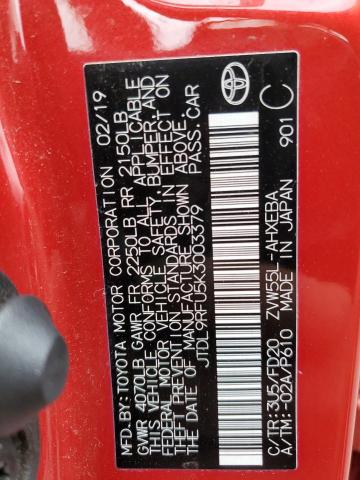 MFD.BY:TOYOTA MOTOR CORPORATION 02/19
GVWR 4070LB GAWR FR 2250LB RR 2150LB
THIS VEHICLE CONFORMS TO ALL APPLICABLE
FEDERAL MOTOR VEHICLE SAFETY, BUMPER, AND
THEFT PREVENTION STANDARDS IN EFFECT ON
THE DATE OF MANUFACTURE SHOWN ABOVE.
JTDL9RFU5K3003379 PASS.CAR
C/TR:3U5/FD20 ZVW55L-AHXEBA
A/TM:-02A/P610 MADE IN JAPAN 901
C
TOYOTA